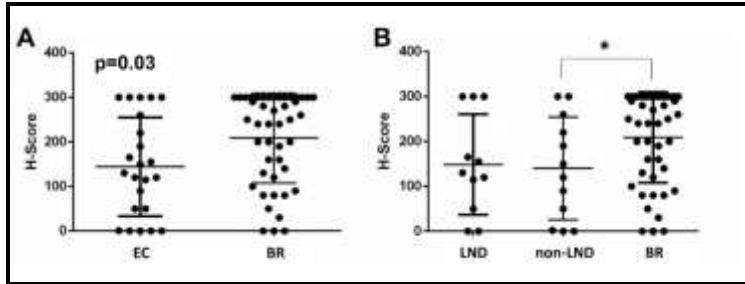 A
p=0.03
H-Score
400
300
200
100
0
EC
BR
B
*
H-Score
400
300
200
100
0
LND
non-LND
BR